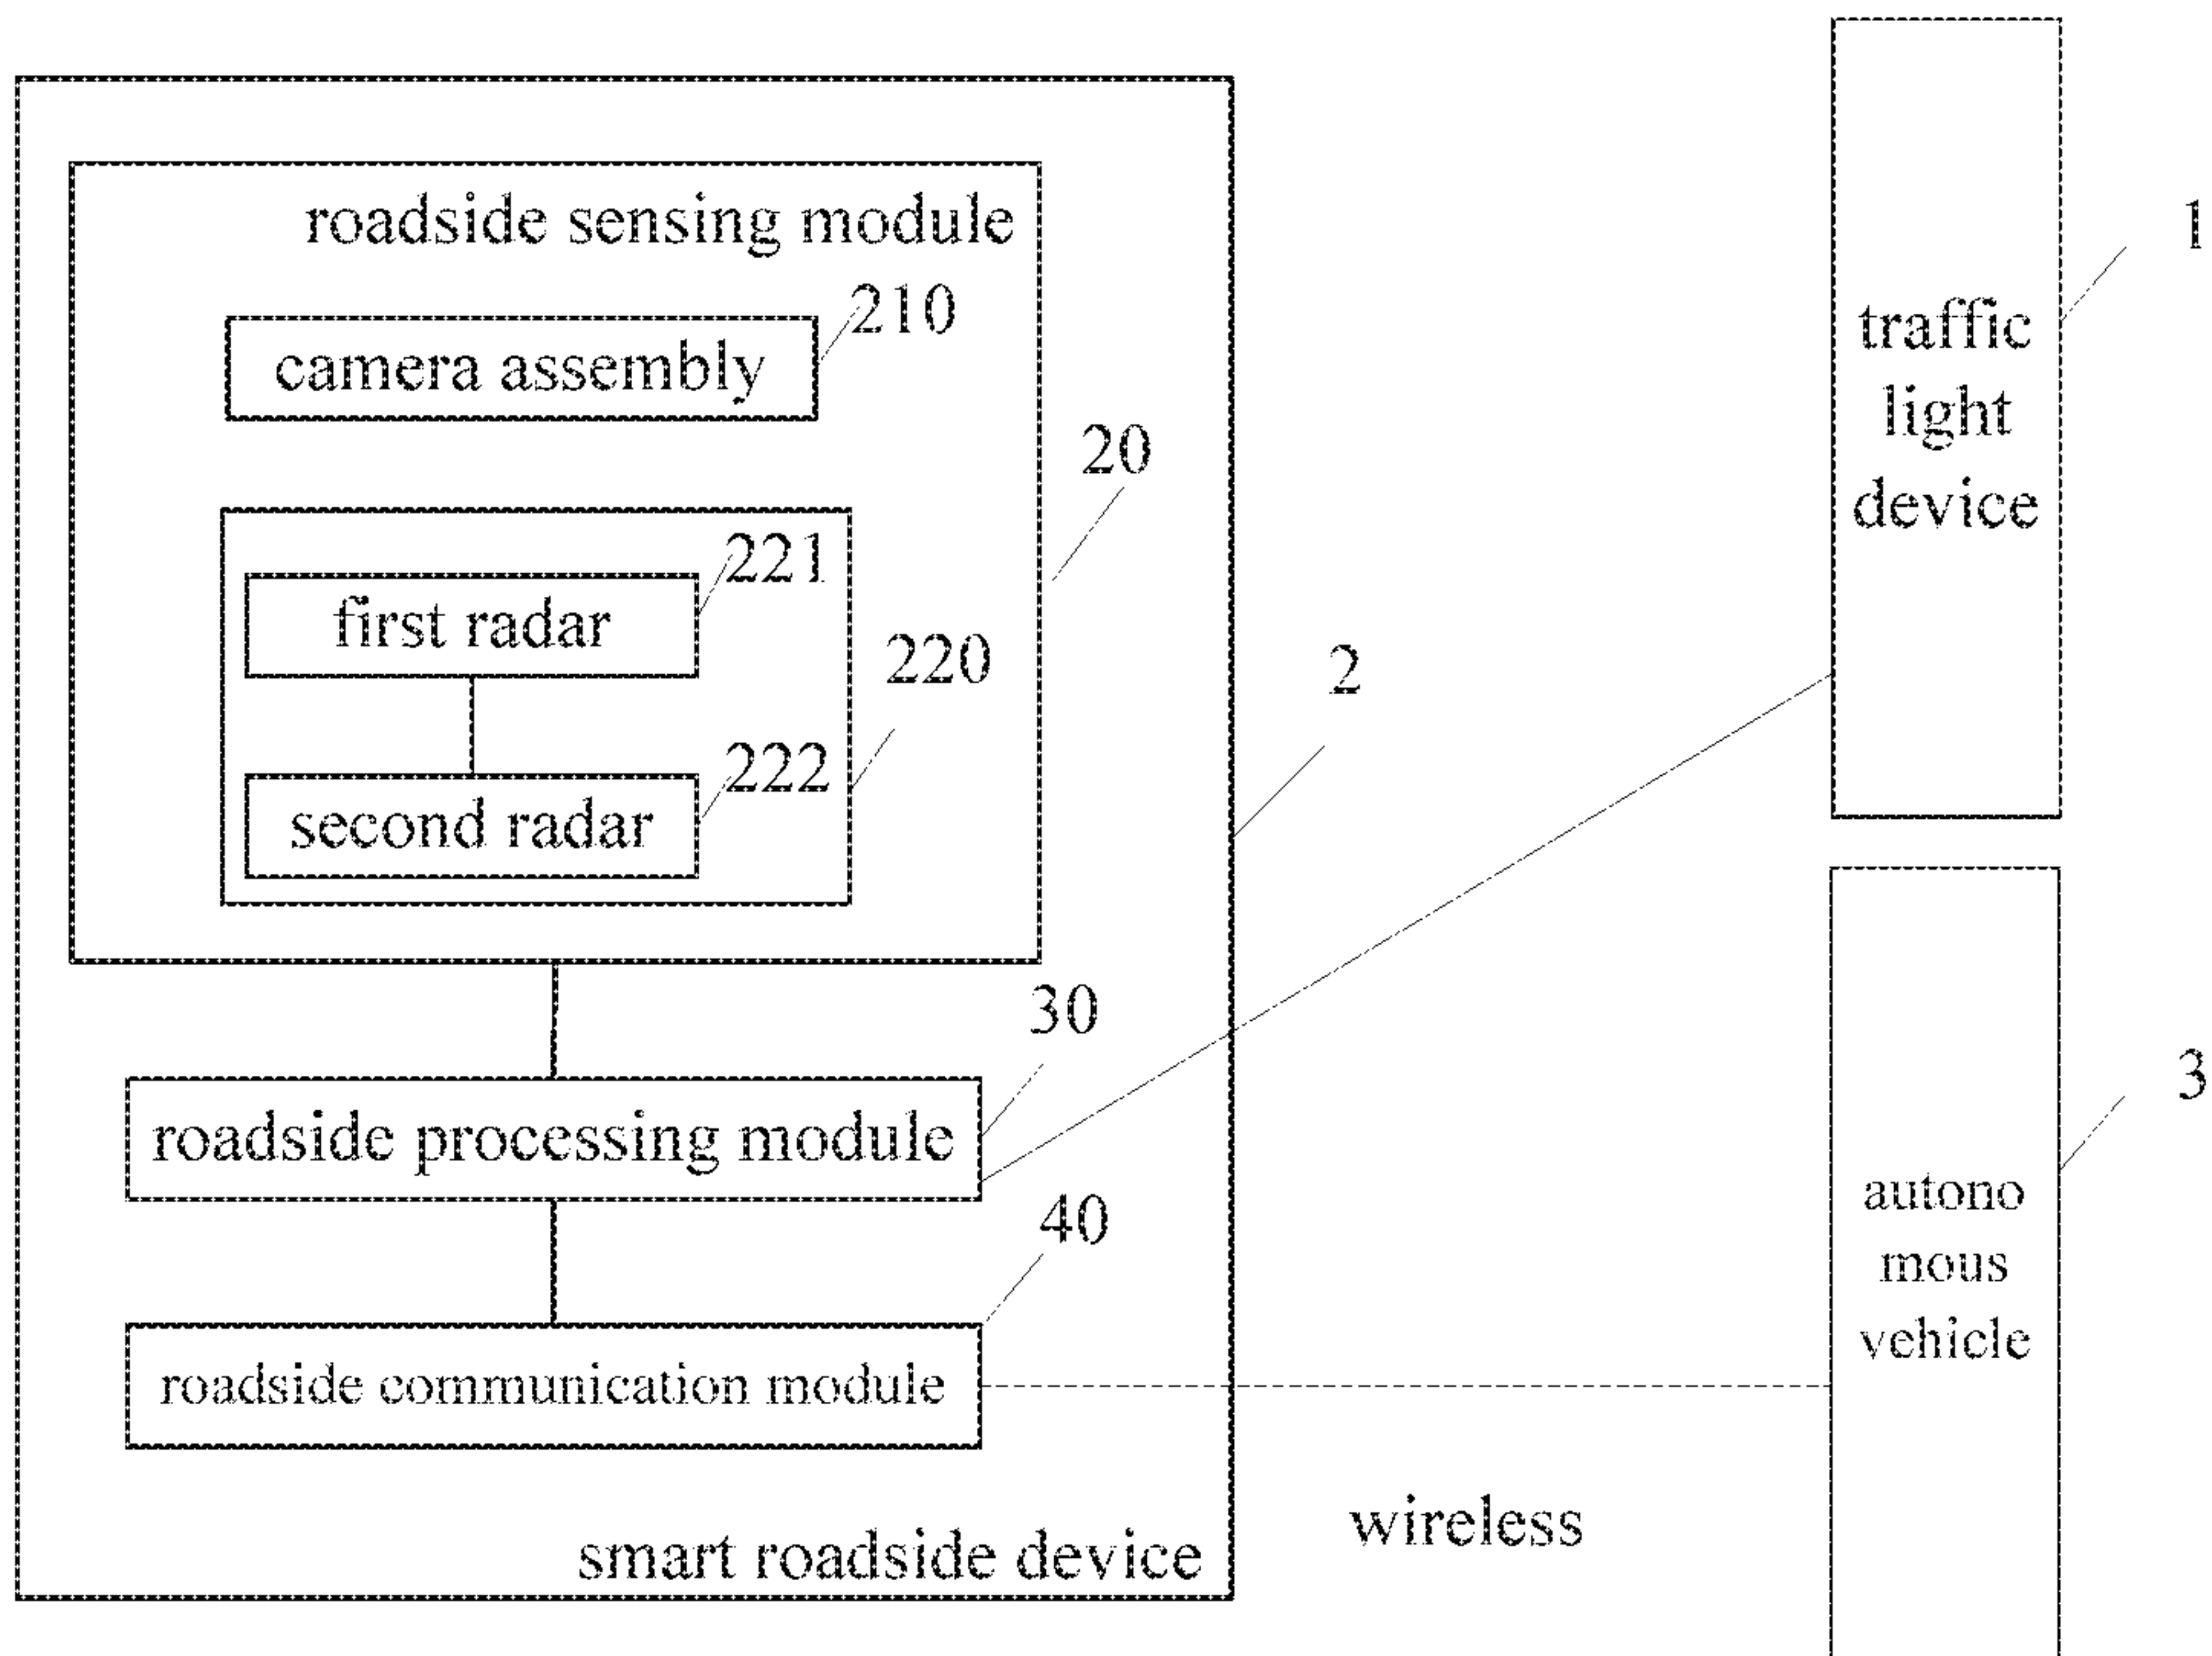 roadside sensing module
210
camera assembly
20
221
first radar
220
222
second radar
2
30
roadside processing module
40
roadside communication module
smart roadside device
wireless
1
traffic
light
device
3
autono
mous
vehicle